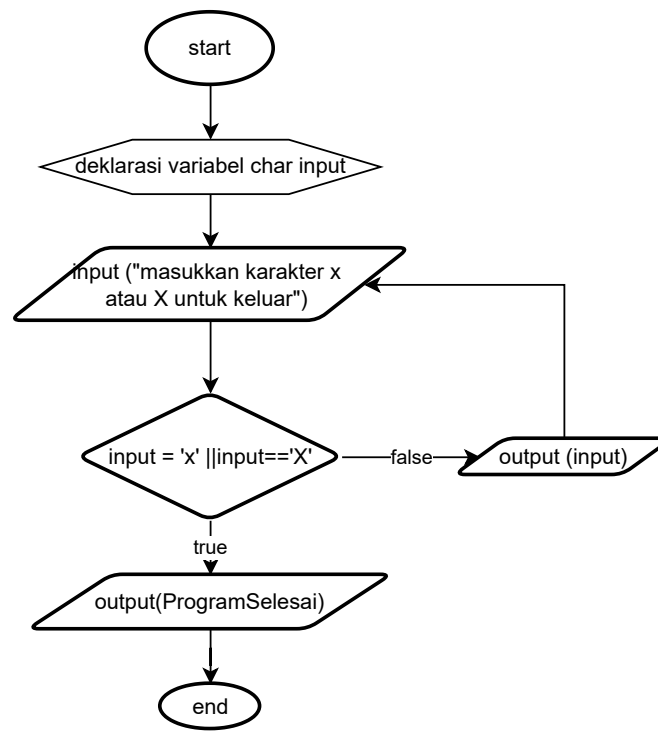 start
deklarasi variabel char input
input ("masukkan karakter x
atau X untuk keluar")
input = 'x' ||input=='X'
false
output (input)
true
output(ProgramSelesai)
end